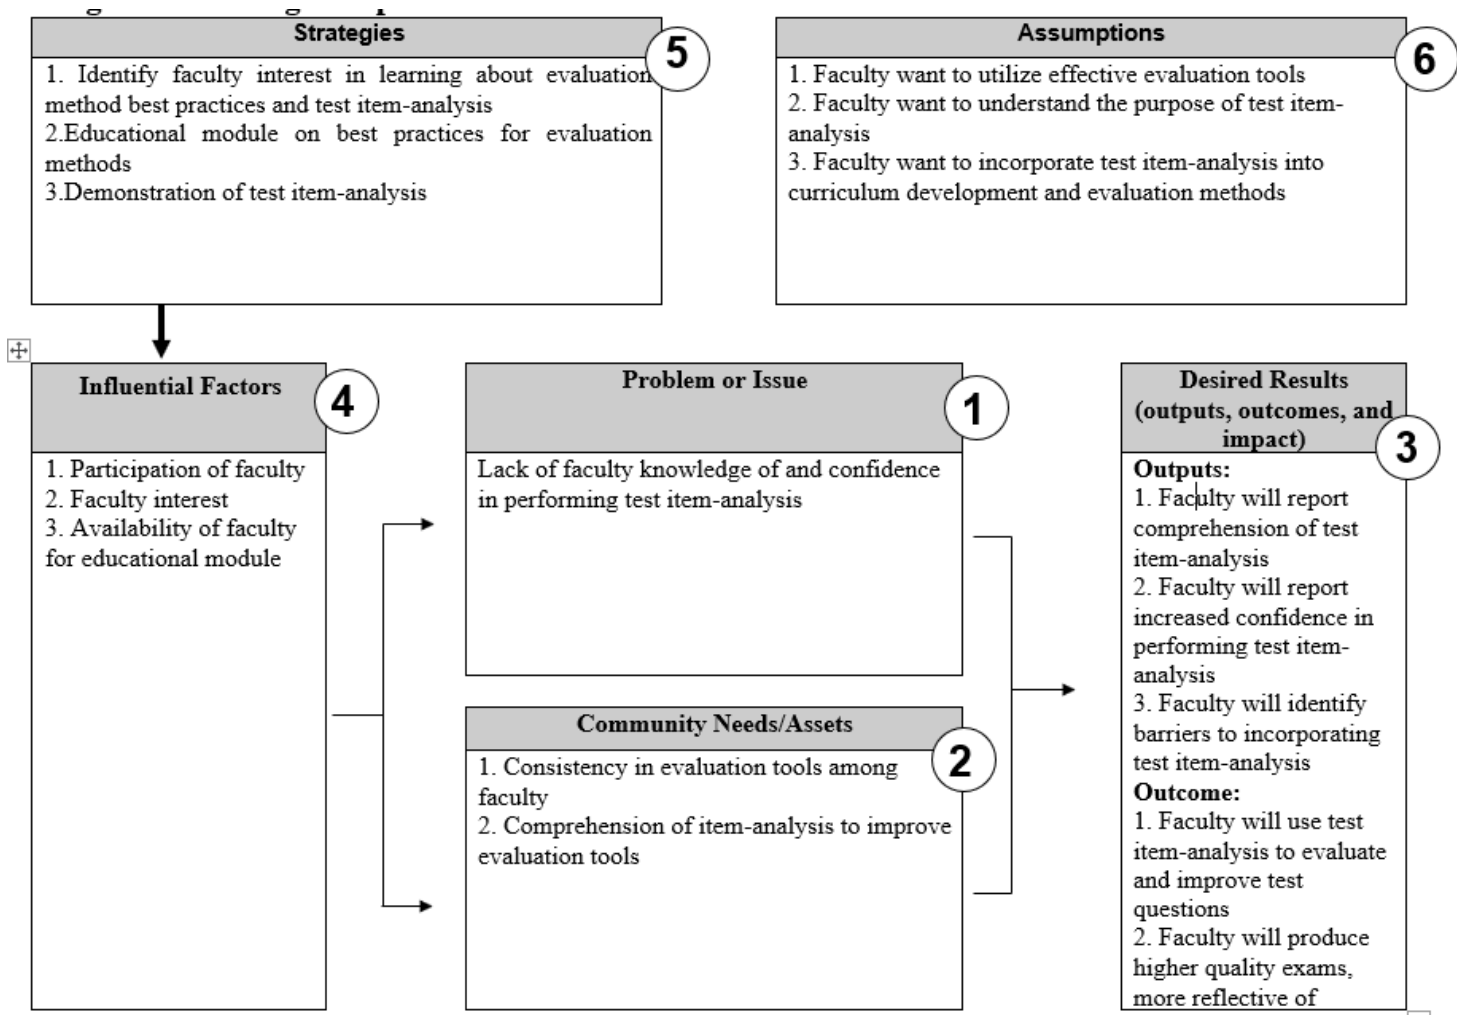 Strategies
5
1. Identify faculty interest in learning about evaluation
method best practices and test item-analysis
2.Educational module on best practices for evaluation
methods
3.Demonstration of test item-analysis
Assumptions
6
1. Faculty want to utilize effective evaluation tools
2. Faculty want to understand the purpose of test item-
analysis
3. Faculty want to incorporate test item-analysis into
curriculum development and evaluation methods
Influential Factors
4
1. Participation of faculty
2. Faculty interest
3. Availability of faculty
for educational module
Problem or Issue
1
Lack of faculty knowledge of and confidence
in performing test item-analysis
Community Needs/Assets
2
1. Consistency in evaluation tools among
faculty
2. Comprehension of item-analysis to improve
evaluation tools
Desired Results
(outputs, outcomes, and
impact)
3
Outputs:
1. Faculty will report
comprehension of test
item-analysis
2. Faculty will report
increased confidence in
performing test item-
analysis
3. Faculty will identify
barriers to incorporating
test item-analysis
Outcome:
1. Faculty will use test
item-analysis to evaluate
and improve test
questions
2. Faculty will produce
higher quality exams,
more reflective of